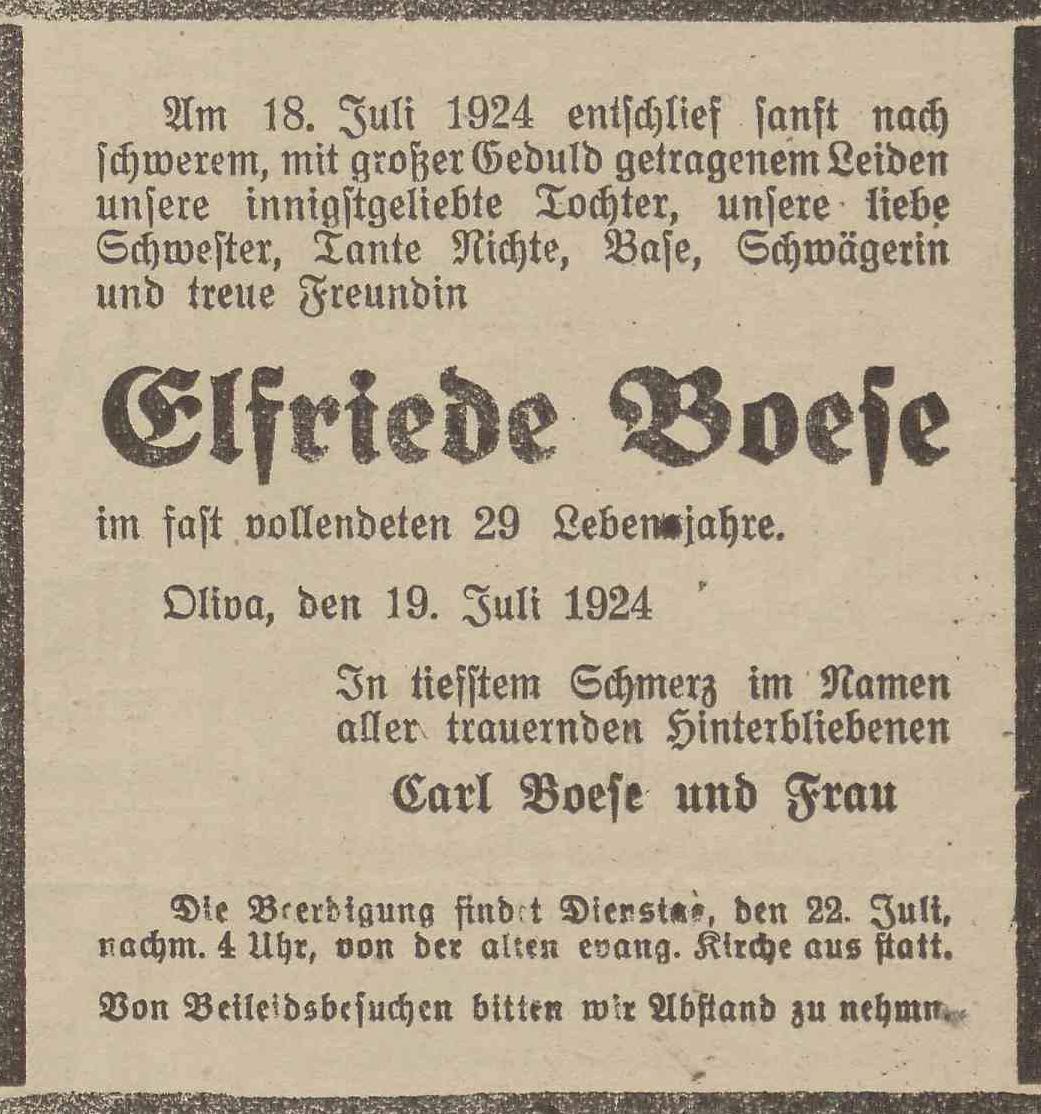 Am 18. Juli 1924 entschlief sanft nach
schwerem, mit großer Geduld getragenem Leiden
unsere innigstgeliebte Tochter, unsere liebe
Schwester, Tante Nichte, Base, Schwägerin
und treue Freundin
Elfriede Boese
im fast vollendeten 29 Lebensjahre.
Oliva, den 19. Juli 1924
In tiefstem Schmerz im Namen
aller trauernden Hinterbliebenen
Carl Boese und Frau
Die Beerdigung findet Dienstag, den 22. Juli,
nachm. 4 Uhr, von der alten evang. Kirche aus statt.
Von Beileidsbesuchen bitten wir Abstand zu nehmn.